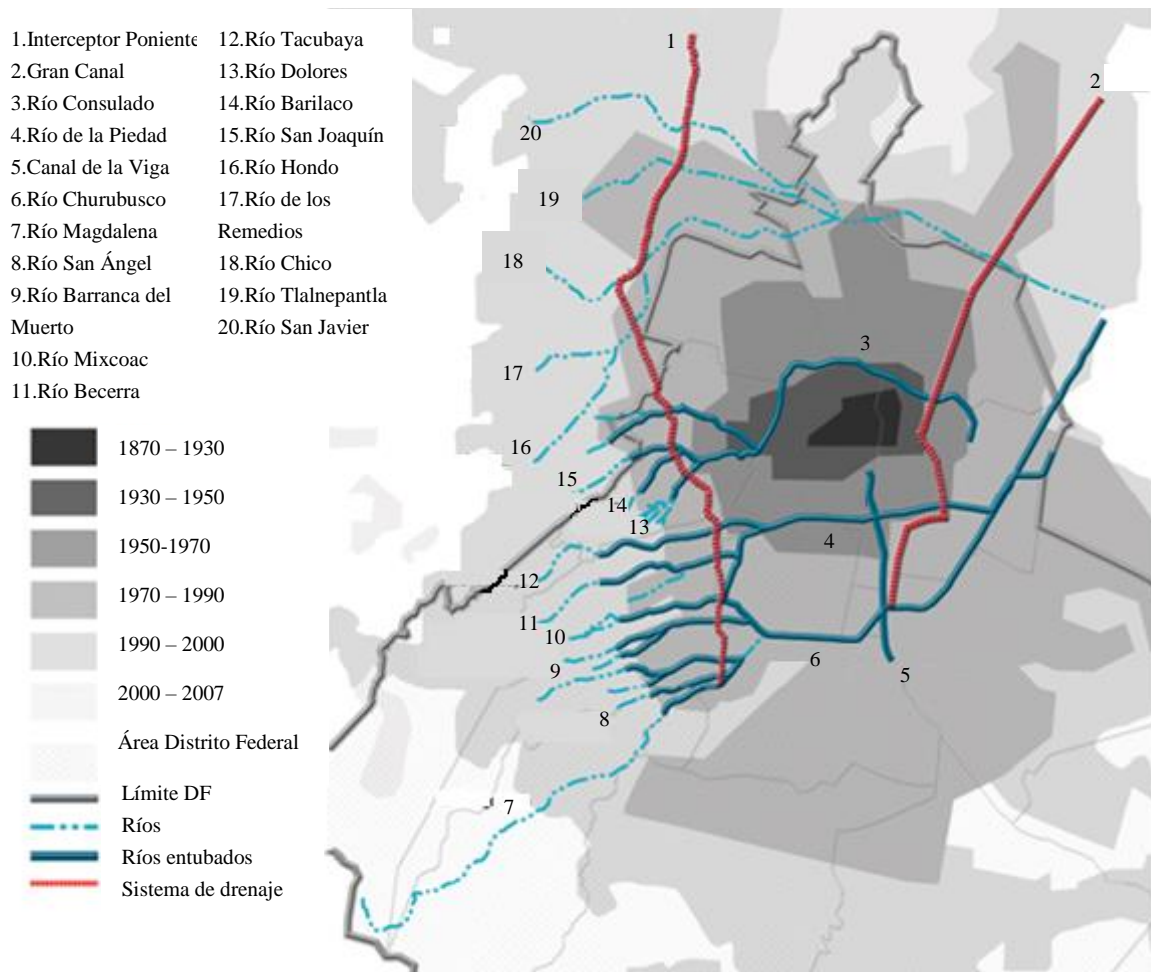 1.Interceptor Poniente
2.Gran Canal
3.Río Consulado
4.Río de la Piedad
5.Canal de la Viga
6.Río Churubusco
7.Río Magdalena
8.Río San Ángel
9.Río Barranca del
Muerto
10.Río Mixcoac
11.Río Becerra
12.Río Tacubaya
13.Río Dolores
14.Río Barilaco
15.Río San Joaquín
16.Río Hondo
17.Río de los
Remedios
18.Río Chico
19.Río Tlalnepantla
20.Río San Javier
1870 – 1930
1930 – 1950
1950-1970
1970 – 1990
1990 – 2000
2000 – 2007
Área Distrito Federal
Límite DF
Ríos
Ríos entubados
Sistema de drenaje
1
2
20
19
18
3
17
16
15
14
13
4
12
11
10
6
9
5
8
7